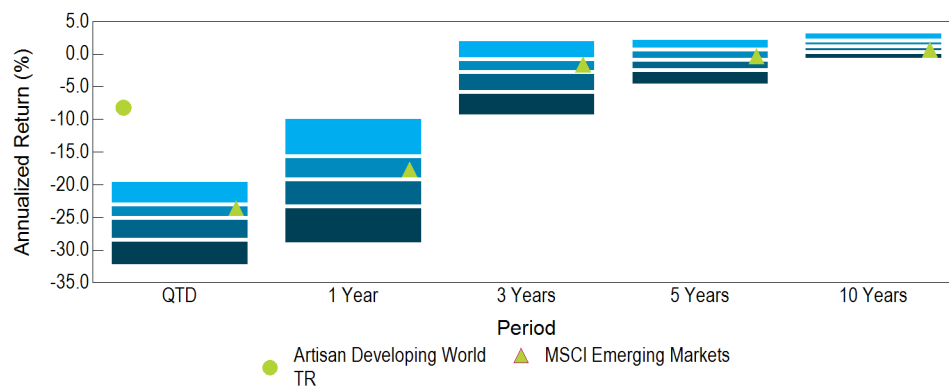 5.0
0.0
-5.0
-10.0
-15.0
-20.0
-25.0
-30.0
-35.0
Annualized Return (%)
QTD 1 Year 3 Years 5 Years 10 Years
Period
Artisan Developing World MSCI Emerging Markets
TR